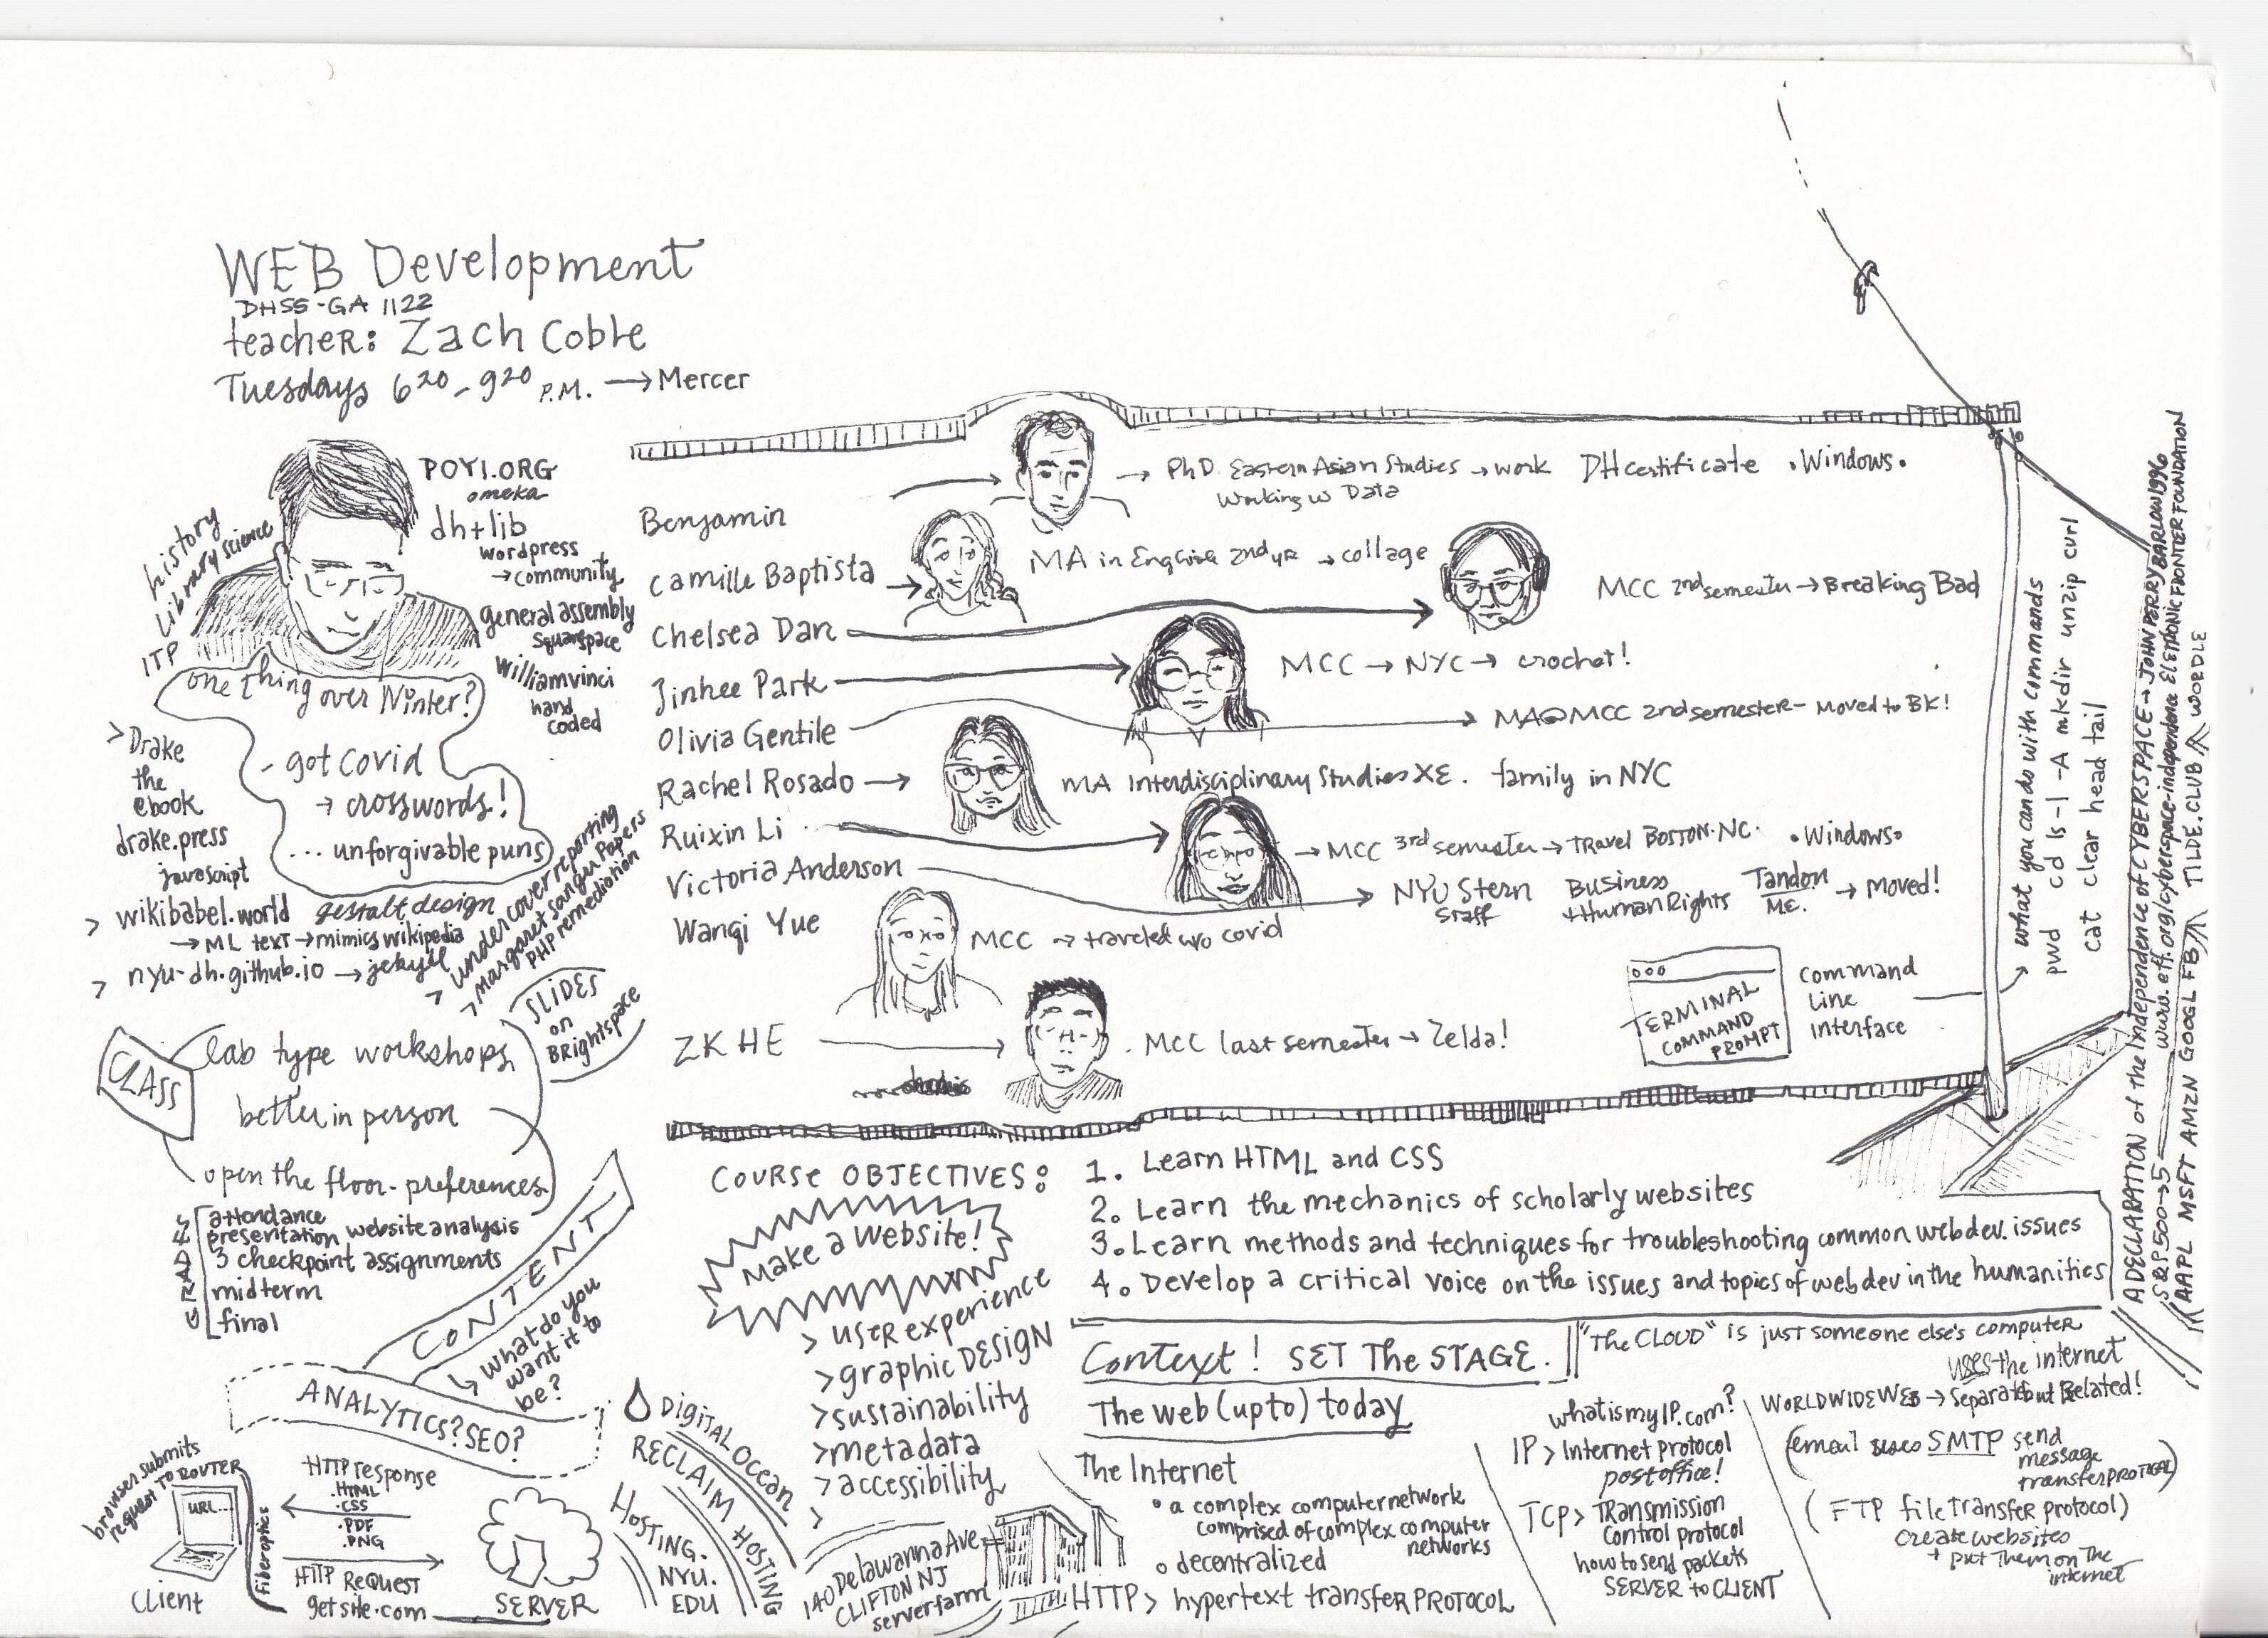 WEB Development
DHSS-GA 1122
teacher: Zach Coble
Tuesdays 6 20 - 9 20 P.M. → Mercer
POYI.ORG
omeka
dh+lib
wordpress
→ community
general assembly
Squarespace
williamvinci
hand
coded
history
Library science
ITP
one thing over Winter?
- got Covid
→ crosswords!
... unforgivable puns
> Drake
the
ebook
drake.press
javascript
> wikibabel.world
→ ML text → mimics wikipedia
> nyu-dh.github.io → jekyll
gestalt design
> undercover reporting
> Margaret Sanger Papers
PHP remediation
SLIDES
on
BRightspace
CLASS
lab type workshops
better in person
open the floor - preferences
GRADES
attendance
presentation website analysis
3 checkpoint assignments
midterm
final
CONTENT
↳ what do you
want it to
be?
ANALYTICS? SEO?
browser submits
request TO ROUTER
URL...
Client
Fiberoptics
HTTP response
.HTML
.CSS
.PDF
.PNG
HTTP ReQuest
getsite.com
SERVER
Digital Ocean
RECLAIM HOSTING
HOSTING.
NYU.
EDU
140 Delawanna Ave
CLIFTON NJ
server farm
Benjamin
→ PhD. Eastern Asian Studies → work DH certificate • Windows •
Working w Data
Camille Baptista →
MA in English 2nd yr → collage
Chelsea Dan
MCC 2nd semester → Breaking Bad
Jinhee Park
MCC → NYC → crochet!
Olivia Gentile
MA@MCC 2nd semester - Moved to BK!
Rachel Rosado →
MA Interdisciplinary Studies XE. family in NYC
Ruixin Li
→ MCC 3rd semester → TRavel BOSTON. NC. • Windows •
Victoria Anderson
NYU Stern
Staff
Business
+ Human Rights
Tandon
ME.
→ Moved!
Wanqi Yue
MCC → traveled w/o covid
ZK HE
MCC last semester → Zelda!
TERMINAL
COMMAND
PROMPT
command
line
interface
what you can do with commands
pwd cd ls -l -A mkdir unzip curl
cat clear head tail
A DECLARATION of the Independence of CYBERSPACE → JOHN PERRY BARLOW 1996
S&P 500 → 5
www.eff.org/cyberspace-independence ELETRONIC FRONTIER FOUNDATION
AAPL MSFT AMZN GOOGL FB
TILDE.CLUB
WORDLE
COURSE OBJECTIVES:
1. Learn HTML and CSS
2. Learn the mechanics of scholarly websites
3. Learn methods and techniques for troubleshooting common webdev. issues
4. Develop a critical voice on the issues and topics of web dev in the humanities
Make a Website!
> user experience
> graphic DESIGN
> sustainability
> metadata
> accessibility
>
Context! SET The STAGE.
"The CLOUD" is just someone else's computer
The web (up to) today
The Internet
• a complex computer network
comprised of complex computer
networks
• decentralized
HTTP > hypertext transfer PROTOCOL
whatismyIP.com?
IP > Internet protocol
post office!
TCP > TRansmission
Control protocol
how to send packets
SERVER to CLIENT
uses the internet
WORLDWIDEWEB → Separate but Related!
(email uses SMTP send
message
transfer PROTOCAL)
(FTP file transfer protocol)
create websites
+ put them on the
internet